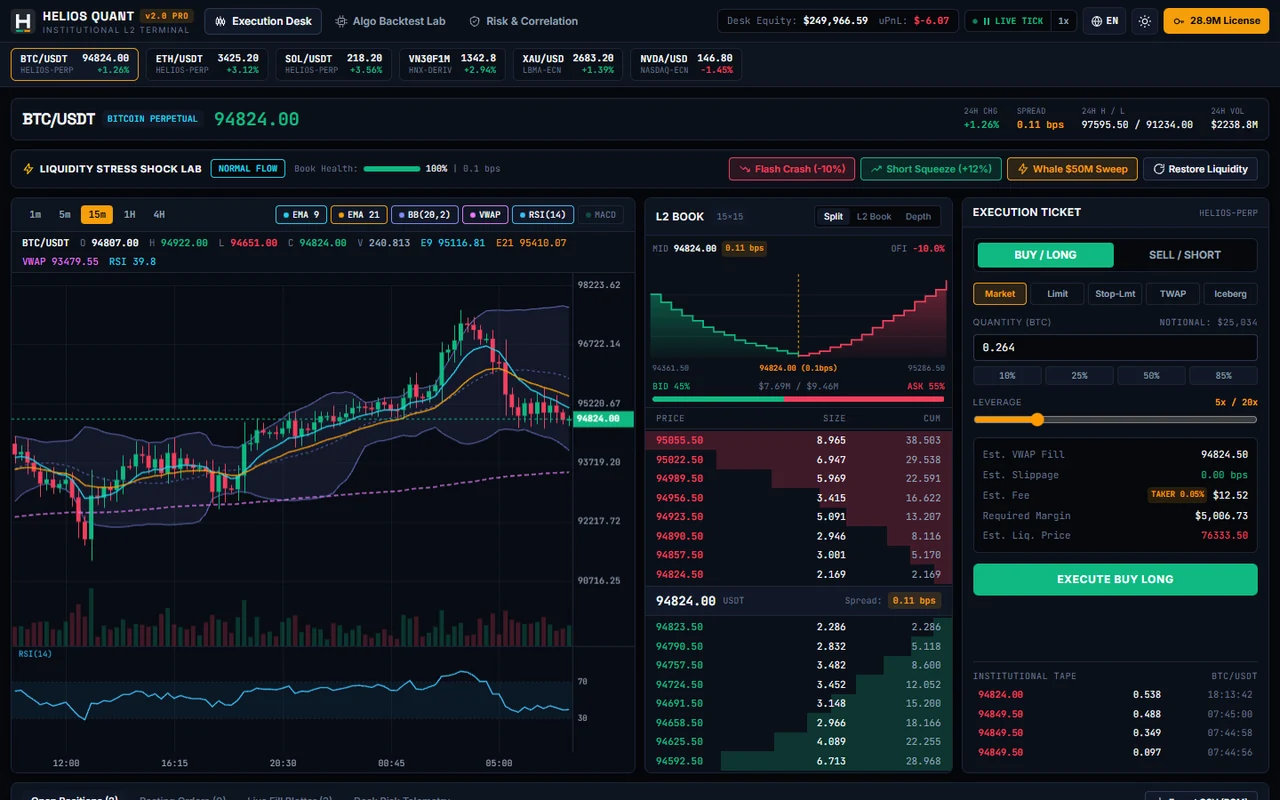 HELIOS QUANT v2.0 PRO
INSTITUTIONAL L2 TERMINAL
Execution Desk
Algo Backtest Lab
Risk & Correlation
Desk Equity: $249,966.59 uPnL: $-6.07
LIVE TICK 1x
EN
28.9M License
BTC/USDT 94824.00
HELIOS-PERP +1.26%
ETH/USDT 3425.20
HELIOS-PERP +3.12%
SOL/USDT 218.20
HELIOS-PERP +3.56%
VN30F1M 1342.8
HNX-DERIV +2.94%
XAU/USD 2683.20
LBMA-ECN +1.39%
NVDA/USD 146.80
NASDAQ-ECN -1.45%
BTC/USDT BITCOIN PERPETUAL 94824.00
24H CHG
+1.26%
SPREAD
0.11 bps
24H H / L
97595.50 / 91234.00
24H VOL
$2238.8M
LIQUIDITY STRESS SHOCK LAB NORMAL FLOW Book Health: 100% | 0.1 bps
Flash Crash (-10%)
Short Squeeze (+12%)
Whale $50M Sweep
Restore Liquidity
1m 5m 15m 1H 4H
EMA 9 EMA 21 BB(20,2) VWAP RSI(14) MACD
BTC/USDT O 94807.00 H 94922.00 L 94651.00 C 94824.00 V 240.813 E9 95116.81 E21 95410.07
VWAP 93479.55 RSI 39.8
98223.62
96722.14
95220.67
94824.00
93719.20
92217.72
90716.25
RSI(14)
70
30
12:00 16:15 20:30 00:45 05:00
L2 BOOK 15×15 Split L2 Book Depth
MID 94824.00 0.11 bps OFI -10.0%
94361.50 94824.00 (0.1bps) 95286.50
BID 45% $7.69M / $9.46M ASK 55%
PRICE SIZE CUM
95055.50 8.965 38.503
95022.50 6.947 29.538
94989.50 5.969 22.591
94956.50 3.415 16.622
94923.50 5.091 13.207
94890.50 2.946 8.116
94857.50 3.001 5.170
94824.50 2.169 2.169
94824.00 USDT Spread: 0.11 bps
94823.50 2.286 2.286
94790.50 2.832 5.118
94757.50 3.482 8.600
94724.50 3.452 12.052
94691.50 3.148 15.200
94658.50 2.966 18.166
94625.50 4.089 22.255
94592.50 6.713 28.968
EXECUTION TICKET HELIOS-PERP
BUY / LONG SELL / SHORT
Market Limit Stop-Lmt TWAP Iceberg
QUANTITY (BTC) NOTIONAL: $25,034
0.264
10% 25% 50% 85%
LEVERAGE 5x / 20x
Est. VWAP Fill 94824.50
Est. Slippage 0.00 bps
Est. Fee TAKER 0.05% $12.52
Required Margin $5,006.73
Est. Liq. Price 76333.50
EXECUTE BUY LONG
INSTITUTIONAL TAPE BTC/USDT
94824.00 0.538 18:13:42
94849.50 0.488 07:45:00
94849.50 0.349 07:44:58
94849.50 0.097 07:44:56